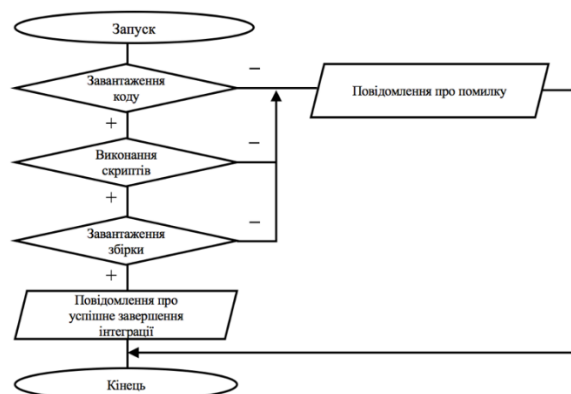 Запуск
Завантаження
коду
−
Повідомлення про помилку
+
Виконання
скриптів
−
+
Завантаження
збірки
−
+
Повідомлення про
успішне завершення
інтеграції
Кінець